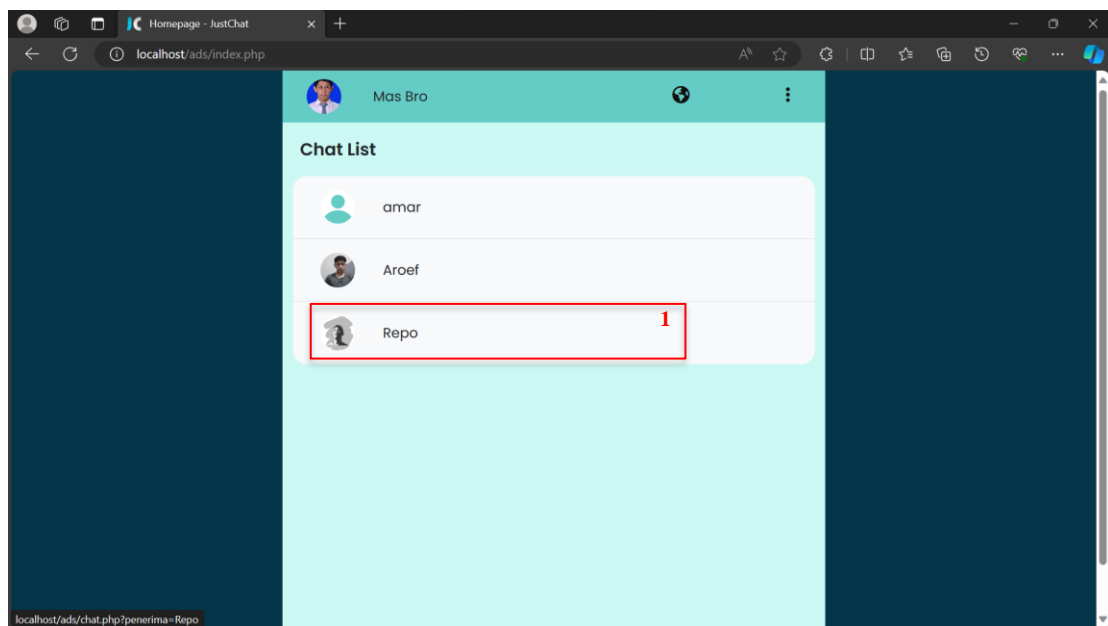 Homepage - JustChat
localhost/ads/index.php
Mas Bro
Chat List
amar
Aroef
Repo
1
localhost/ads/chat.php?penerima=Repo